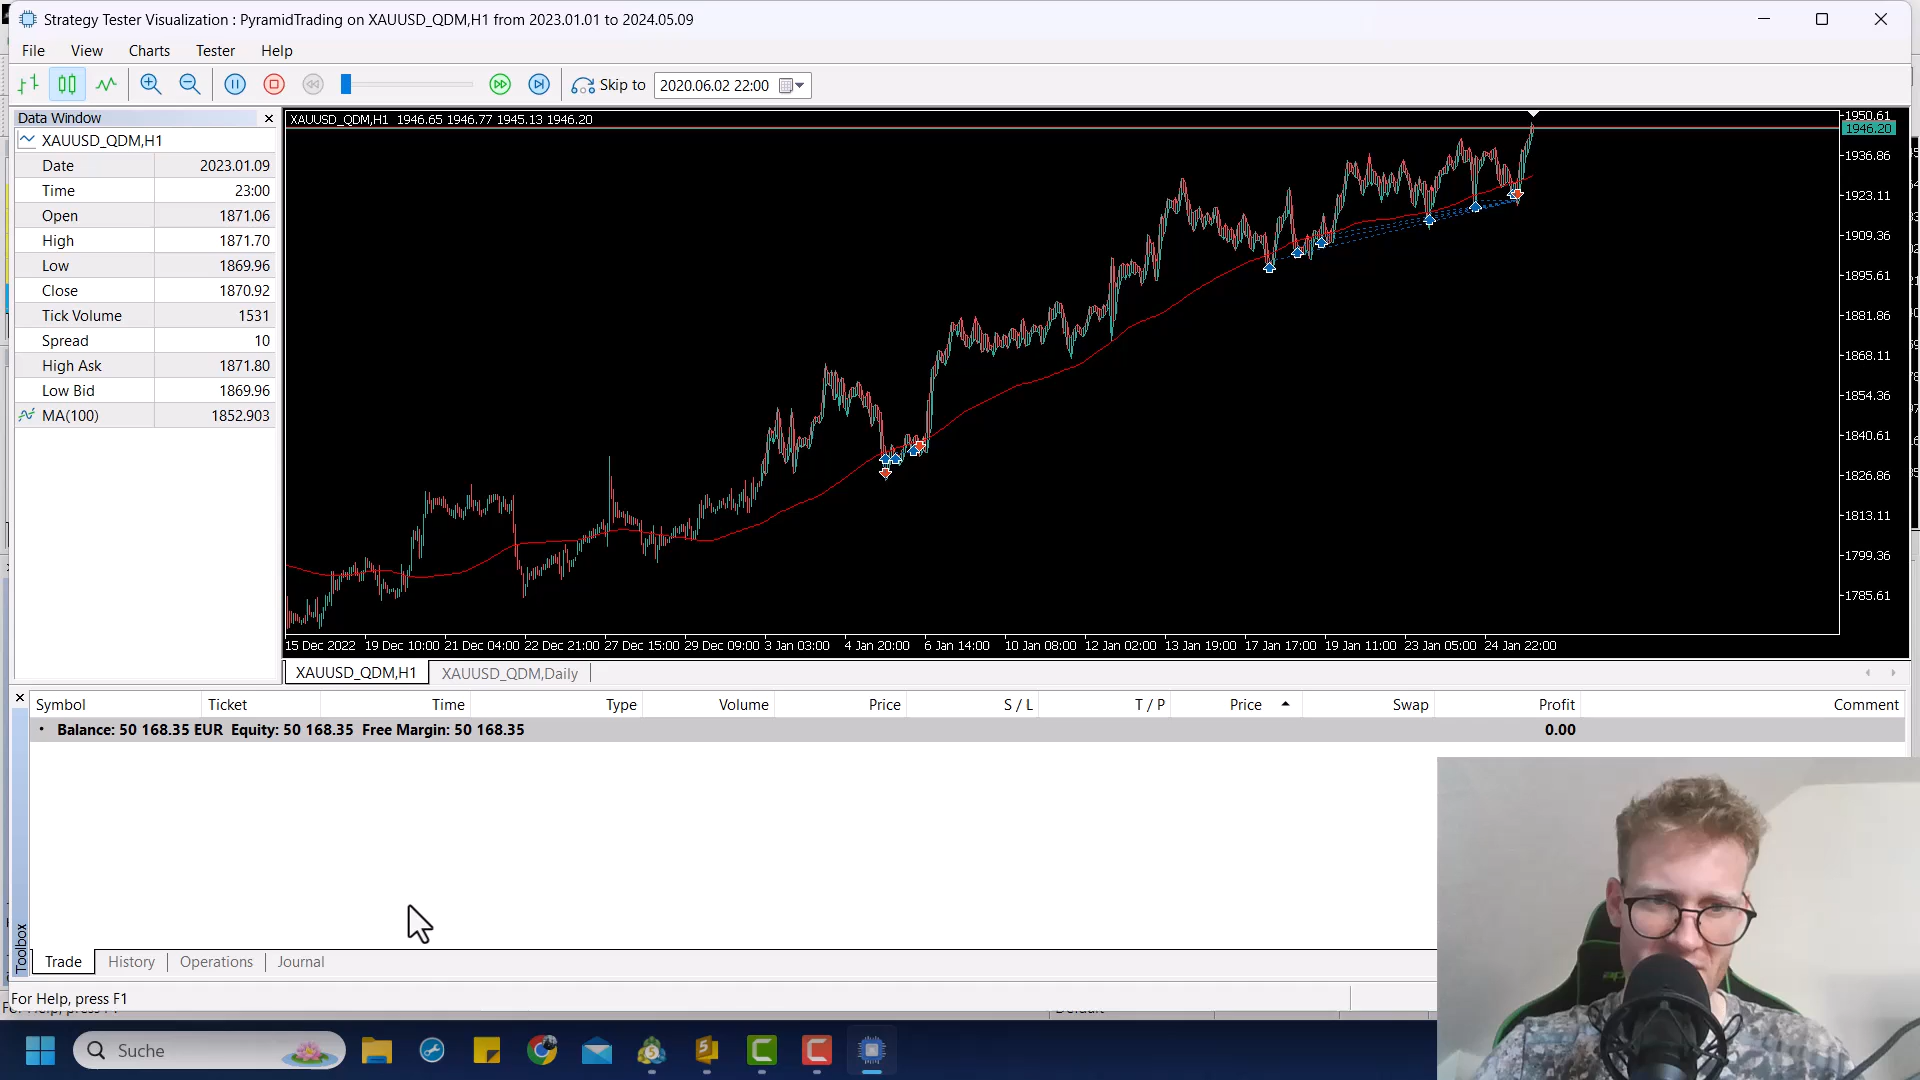 Strategy Tester Visualization : PyramidTrading on XAUUSD_QDM,H1 from 2023.01.01 to 2024.05.09
File View Charts Tester Help
Skip to 2020.06.02 22:00
Data Window
XAUUSD_QDM,H1
Date 2023.01.09
Time 23:00
Open 1871.06
High 1871.70
Low 1869.96
Close 1870.92
Tick Volume 1531
Spread 10
High Ask 1871.80
Low Bid 1869.96
MA(100) 1852.903
XAUUSD_QDM,H1 1946.65 1946.77 1945.13 1946.20
1950.61
1946.20
1936.86
1923.11
1909.36
1895.61
1881.86
1868.11
1854.36
1840.61
1826.86
1813.11
1799.36
1785.61
15 Dec 2022 19 Dec 10:00 21 Dec 04:00 22 Dec 21:00 27 Dec 15:00 29 Dec 09:00 3 Jan 03:00 4 Jan 20:00 6 Jan 14:00 10 Jan 08:00 12 Jan 02:00 13 Jan 19:00 17 Jan 17:00 19 Jan 11:00 23 Jan 05:00 24 Jan 22:00
XAUUSD_QDM,H1 XAUUSD_QDM,Daily
Symbol Ticket Time Type Volume Price S / L T / P Price Swap Profit Comment
Balance: 50 168.35 EUR Equity: 50 168.35 Free Margin: 50 168.35 0.00
Toolbox
Trade History Operations Journal
For Help, press F1
Suche